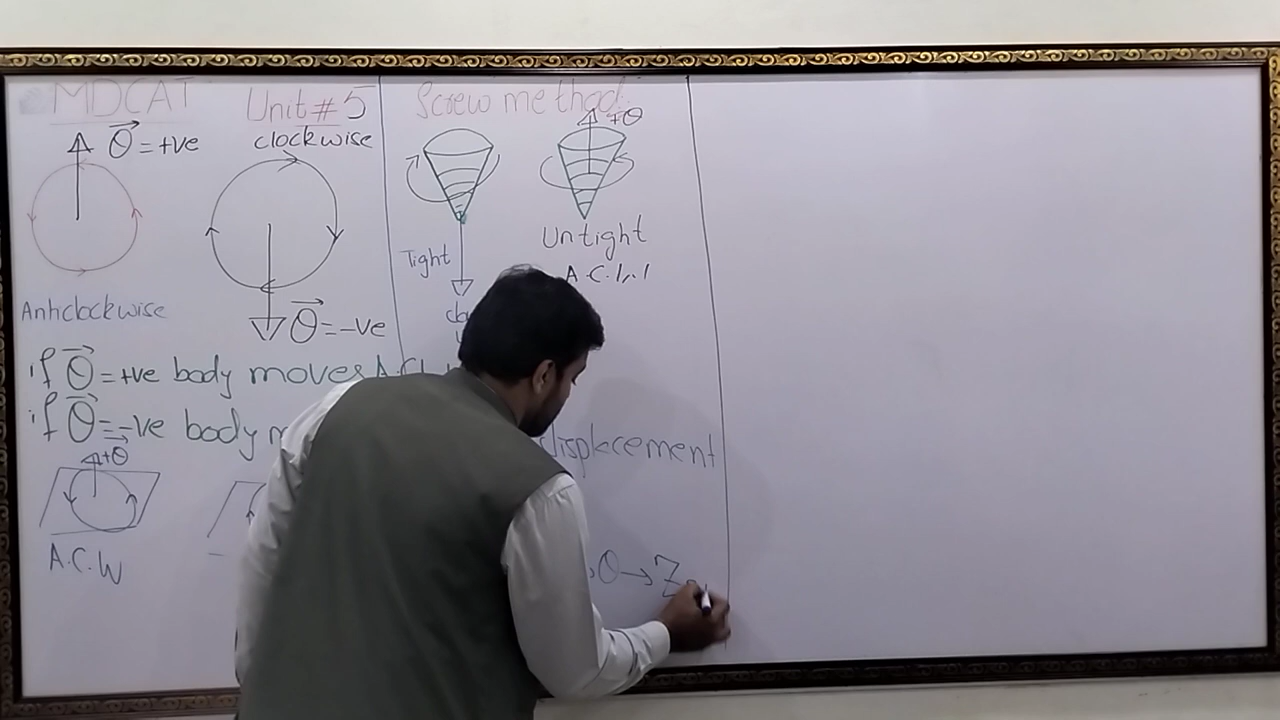 MDCAT Unit # 5
θ = +ve clockwise
Anticlockwise
θ = -ve
if θ = +ve body moves A.C.
if θ = -ve body
+θ
A.C.W
Screw method
+θ
Tight
Untight
displacement
θ → Z